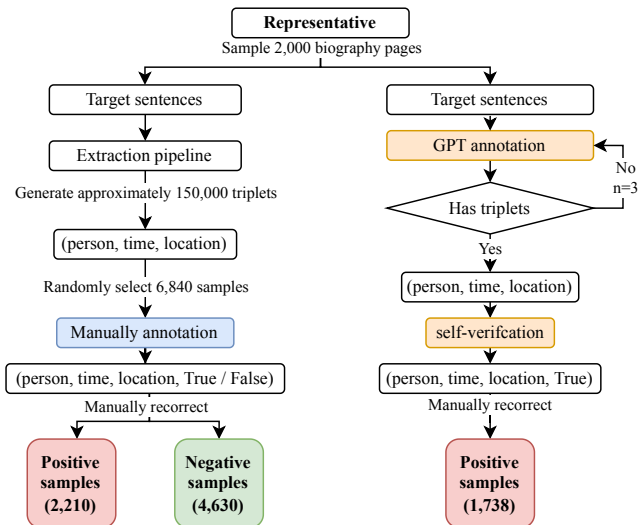 Representative
Sample 2,000 biography pages
Target sentences
Extraction pipeline
Generate approximately 150,000 triplets
(person, time, location)
Randomly select 6,840 samples
Manually annotation
(person, time, location, True / False)
Manually recorrect
Positive
samples
(2,210)
Negative
samples
(4,630)
Target sentences
GPT annotation
No
n=3
Has triplets
Yes
(person, time, location)
self-verifcation
(person, time, location, True)
Manually recorrect
Positive
samples
(1,738)